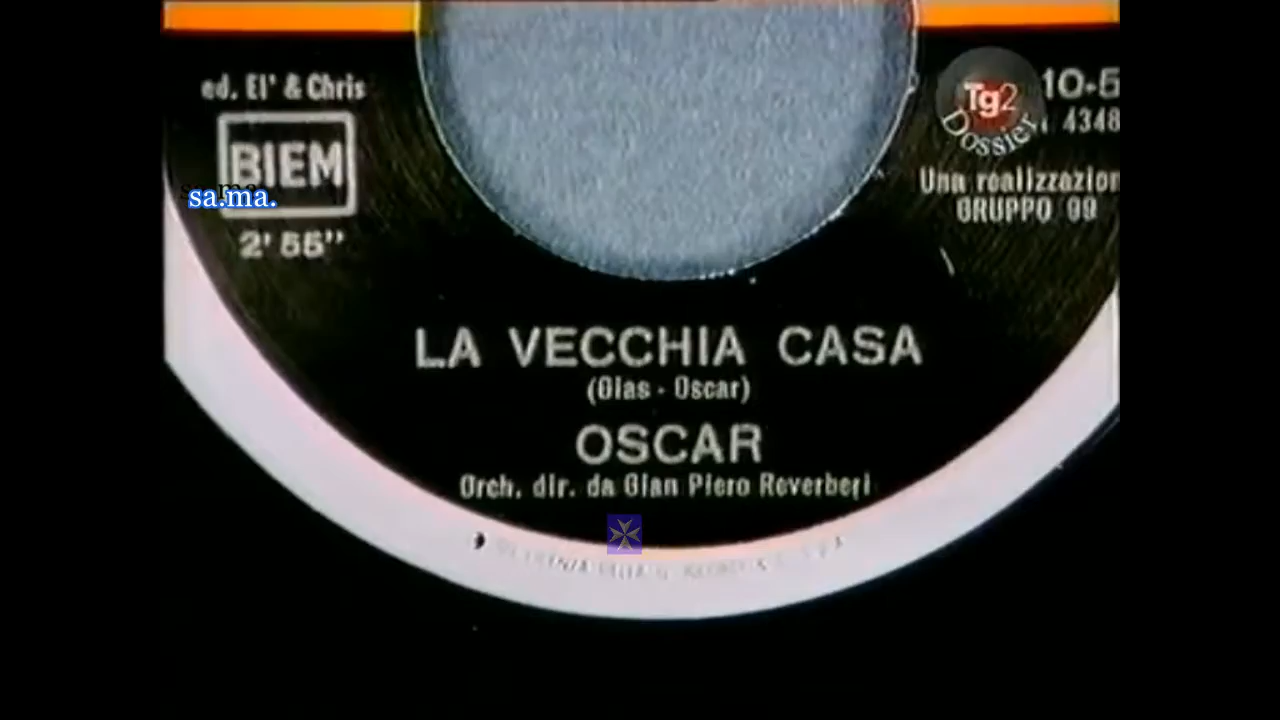 ed. El' & Chris
BIEM
sa.ma.
2' 55"
Tg2
Dossier
10-5
4348
Una realizzazion
GRUPPO 99
LA VECCHIA CASA
(Gias - Oscar)
OSCAR
Orch. dir. da Gian Piero Reverberi